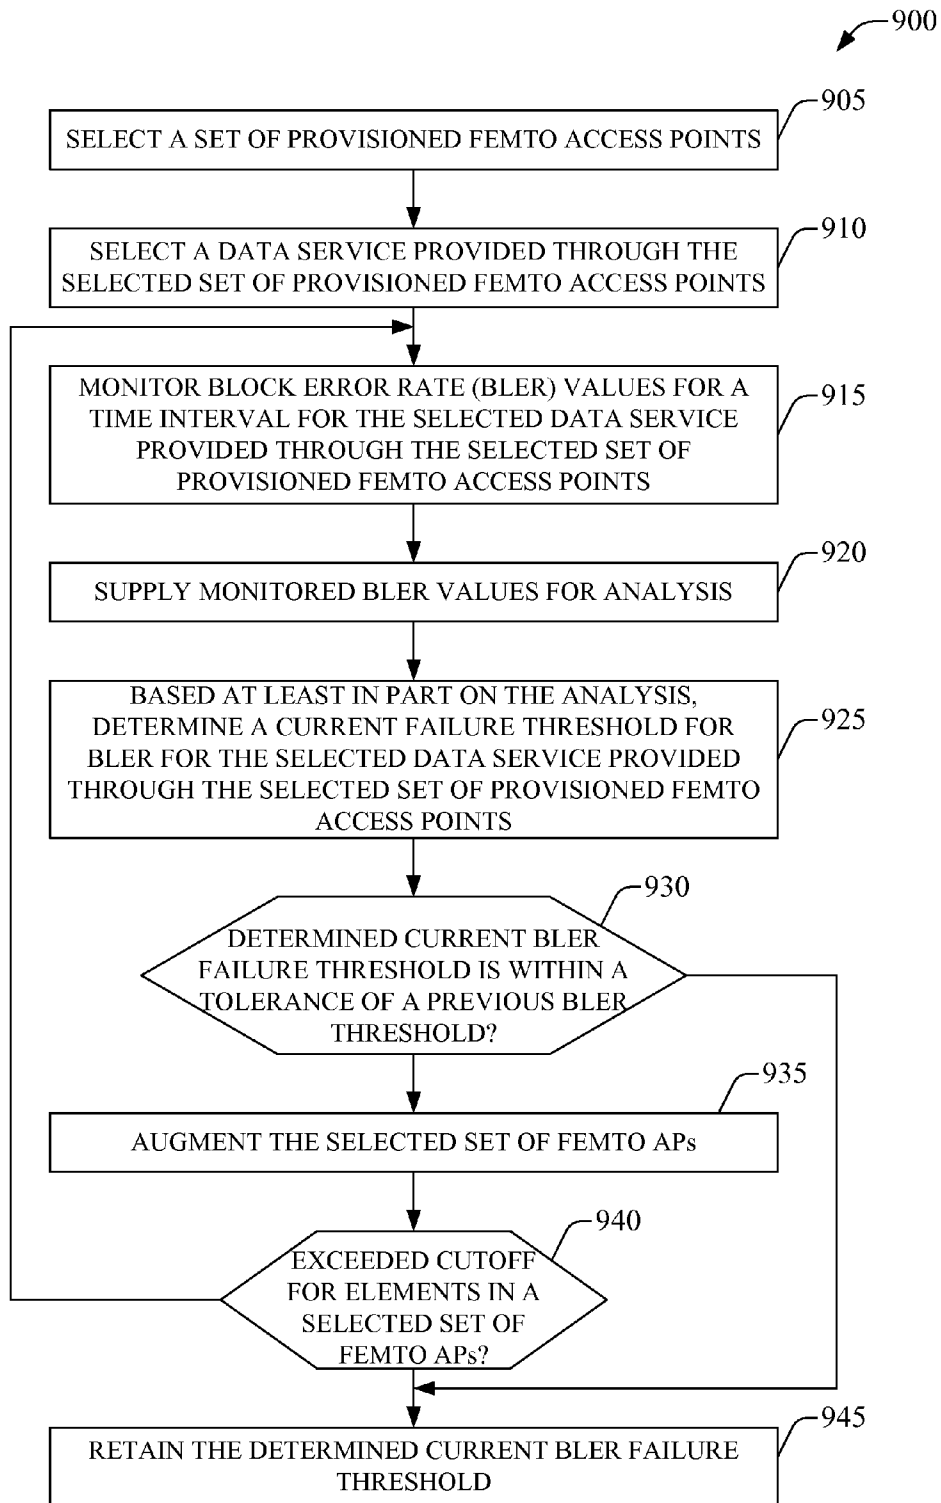 900
905
SELECT A SET OF PROVISIONED FEMTO ACCESS POINTS
910
SELECT A DATA SERVICE PROVIDED THROUGH THE
SELECTED SET OF PROVISIONED FEMTO ACCESS POINTS
915
MONITOR BLOCK ERROR RATE (BLER) VALUES FOR A
TIME INTERVAL FOR THE SELECTED DATA SERVICE
PROVIDED THROUGH THE SELECTED SET OF
PROVISIONED FEMTO ACCESS POINTS
920
SUPPLY MONITORED BLER VALUES FOR ANALYSIS
925
BASED AT LEAST IN PART ON THE ANALYSIS,
DETERMINE A CURRENT FAILURE THRESHOLD FOR
BLER FOR THE SELECTED DATA SERVICE PROVIDED
THROUGH THE SELECTED SET OF PROVISIONED FEMTO
ACCESS POINTS
930
DETERMINED CURRENT BLER
FAILURE THRESHOLD IS WITHIN A
TOLERANCE OF A PREVIOUS BLER
THRESHOLD?
935
AUGMENT THE SELECTED SET OF FEMTO APs
940
EXCEEDED CUTOFF
FOR ELEMENTS IN A
SELECTED SET OF
FEMTO APs?
945
RETAIN THE DETERMINED CURRENT BLER FAILURE
THRESHOLD